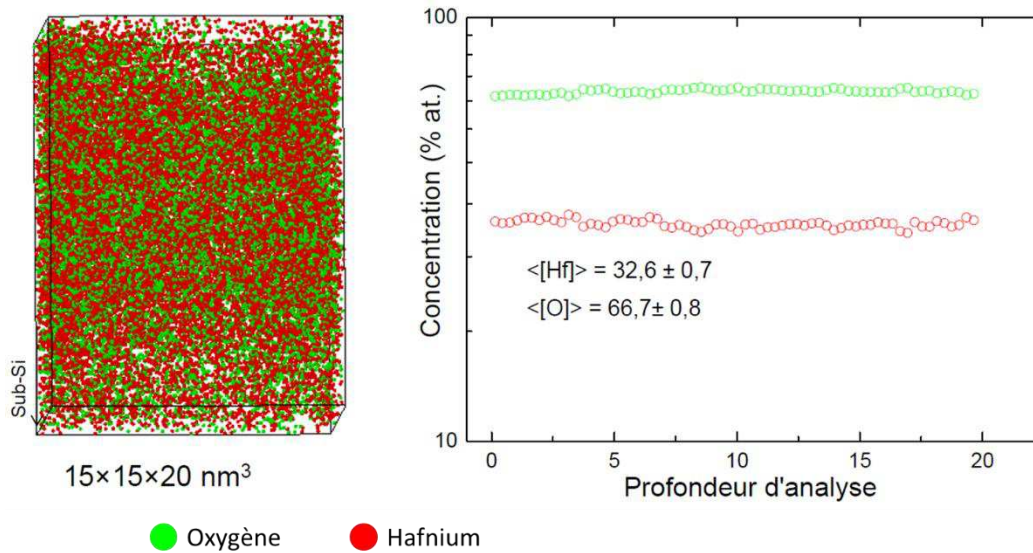 Sub-Si
15×15×20 nm³
Oxygène
Hafnium
100
10
Concentration (% at.)
<[Hf]> = 32,6 ± 0,7
<[O]> = 66,7± 0,8
0
5
10
15
20
Profondeur d'analyse